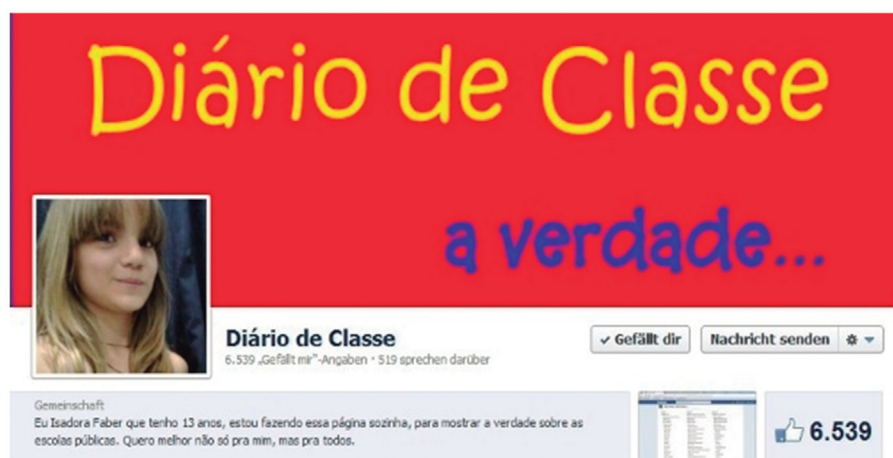 Diário de Classe
a verdade...
Diário de Classe
6.539 „Gefällt mir“-Angaben · 519 sprechen darüber
✓ Gefällt dir
Nachricht senden
Gemeinschaft
Eu Isadora Faber que tenho 13 anos, estou fazendo essa página sozinha, para mostrar a verdade sobre as
escolas públicas. Quero melhor não só pra mim, mas pra todos.
6.539